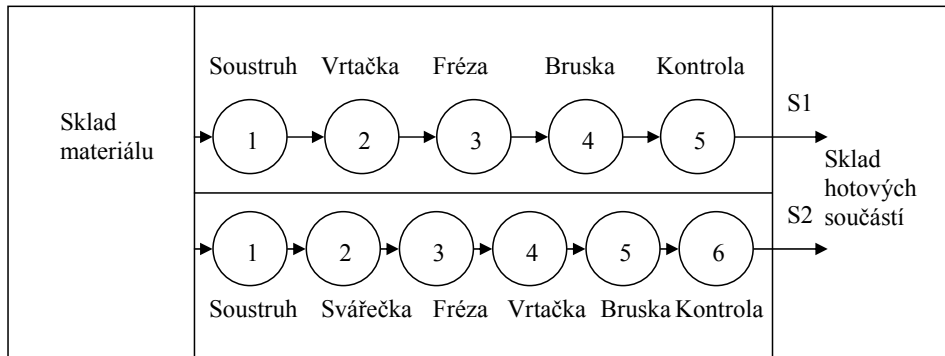 Sklad
materiálu
Soustruh Vrtačka Fréza Bruska Kontrola
1 2 3 4 5
S1
Sklad
hotových
součástí
S2
1 2 3 4 5 6
Soustruh Svářečka Fréza Vrtačka Bruska Kontrola